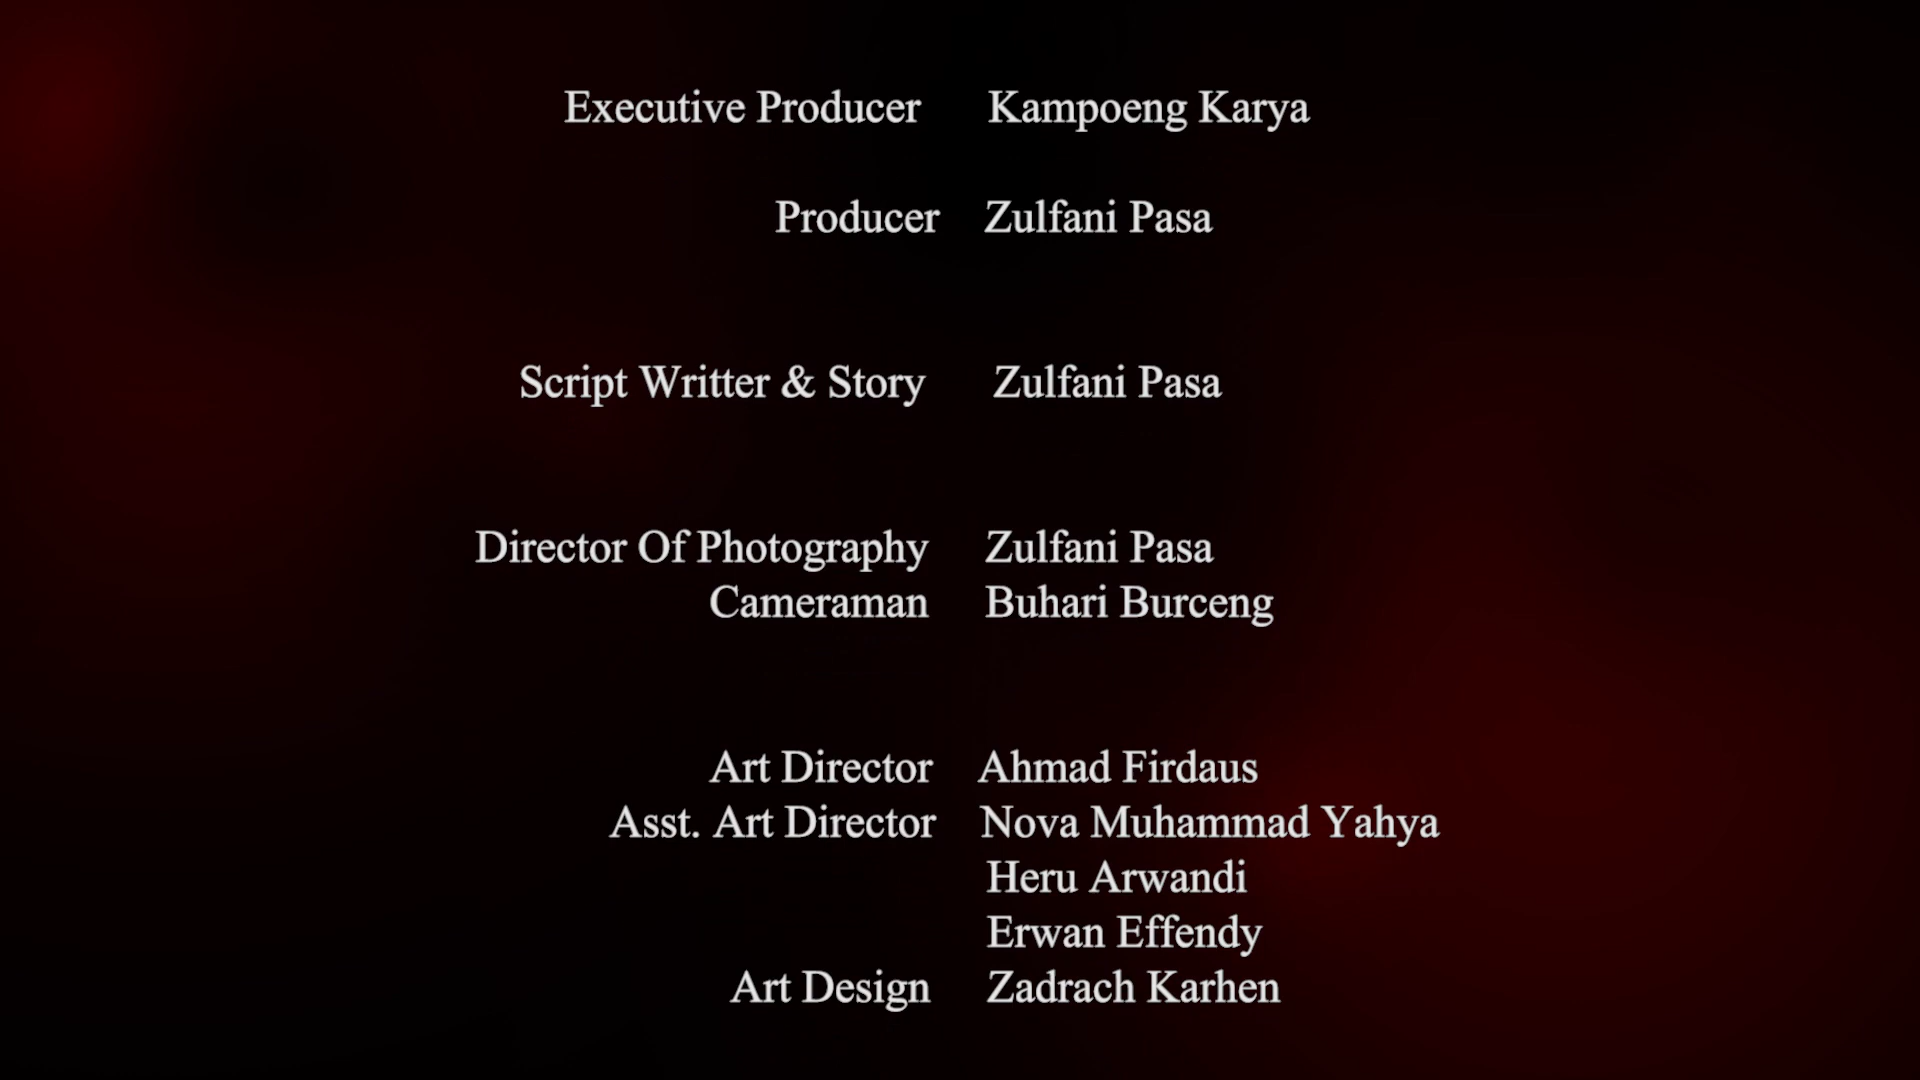 Executive Producer Kampoeng Karya
Producer Zulfani Pasa
Script Writter & Story Zulfani Pasa
Director Of Photography Zulfani Pasa
Cameraman Buhari Burceng
Art Director Ahmad Firdaus
Asst. Art Director Nova Muhammad Yahya
Heru Arwandi
Erwan Effendy
Art Design Zadrach Karhen